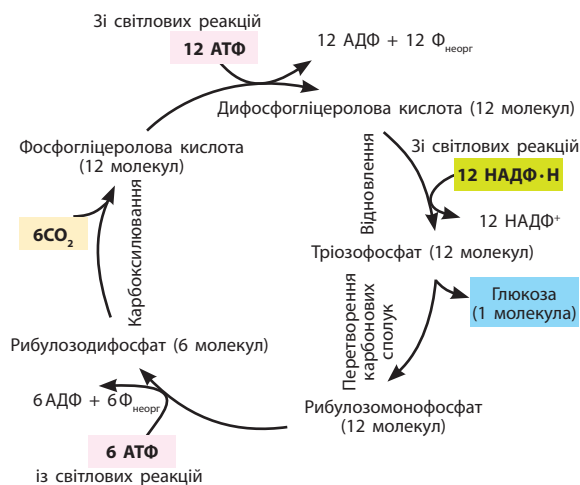 Зі світлових реакцій
12 АТФ
12 АДФ + 12 Фнеорг
Дифосфогліцеролова кислота (12 молекул)
Фосфогліцеролова кислота
(12 молекул)
Відновлення
Зі світлових реакцій
12 НАДФ·Н
12 НАДФ⁺
Карбоксилювання
6CO₂
Тріозофосфат (12 молекул)
Глюкоза
(1 молекула)
Перетворення
карбонових
сполук
Рибулозодифосфат (6 молекул)
6 АДФ + 6 Фнеорг
Рибулозомонофосфат
(12 молекул)
6 АТФ
із світлових реакцій